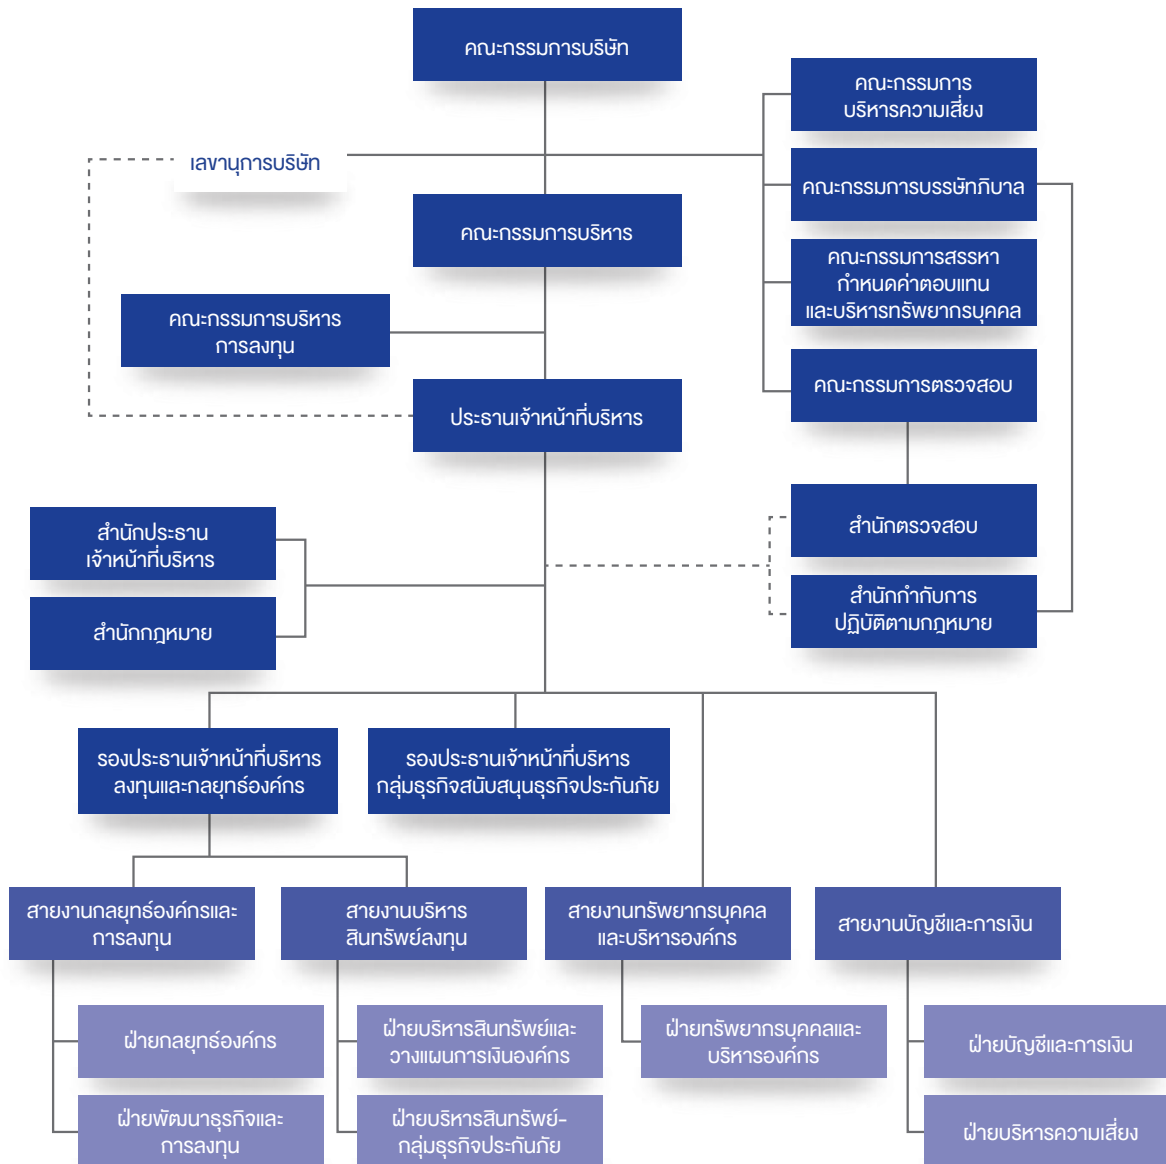 คณะกรรมการบริษัท
คณะกรรมการ
บริหารความเสี่ยง
เลขานุการบริษัท
คณะกรรมการบรรษัทภิบาล
คณะกรรมการบริหาร
คณะกรรมการสรรหา
กำหนดค่าตอบแทน
และบริหารทรัพยากรบุคคล
คณะกรรมการบริหาร
การลงทุน
คณะกรรมการตรวจสอบ
ประธานเจ้าหน้าที่บริหาร
สำนักตรวจสอบ
สำนักประธาน
เจ้าหน้าที่บริหาร
สำนักกำกับการ
ปฏิบัติตามกฎหมาย
สำนักกฎหมาย
รองประธานเจ้าหน้าที่บริหาร
ลงทุนและกลยุทธ์องค์กร
รองประธานเจ้าหน้าที่บริหาร
กลุ่มธุรกิจสนับสนุนธุรกิจประกันภัย
สายงานกลยุทธ์องค์กรและ
การลงทุน
สายงานบริหาร
สินทรัพย์ลงทุน
สายงานทรัพยากรบุคคล
และบริหารองค์กร
สายงานบัญชีและการเงิน
ฝ่ายกลยุทธ์องค์กร
ฝ่ายบริหารสินทรัพย์และ
วางแผนการเงินองค์กร
ฝ่ายทรัพยากรบุคคลและ
บริหารองค์กร
ฝ่ายบัญชีและการเงิน
ฝ่ายพัฒนาธุรกิจและ
การลงทุน
ฝ่ายบริหารสินทรัพย์-
กลุ่มธุรกิจประกันภัย
ฝ่ายบริหารความเสี่ยง